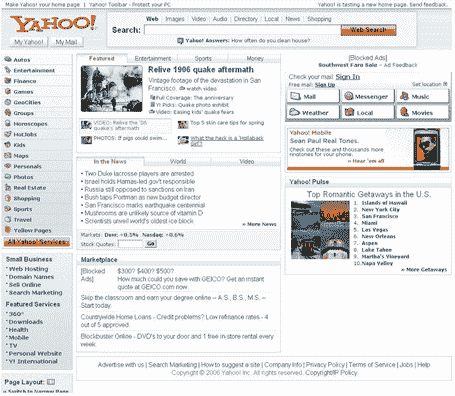 Make Yahoo! your home page | Yahoo! Toolbar - Protect your PC
Yahoo! is testing a new home page. Send feedback.
YAHOO!
My Yahoo! My Mail
Web | Images | Video | Audio | Directory | Local | News | Shopping
Search: Web Search
Yahoo! Answers: How often do you clean house?
Autos
Entertainment
Finance
Games
GeoCities
Groups
Horoscopes
HotJobs
Kids
Maps
Personals
Photos
Real Estate
Shopping
Sports
Travel
Yellow Pages
All Yahoo! Services
Small Business
Web Hosting
Domain Names
Sell Online
Search Marketing
Featured Services
360°
Downloads
Health
Mobile
TV
Personal Website
Y! International
Page Layout:
» Switch to Narrow Page
Featured Entertainment Sports Money
Relive 1906 quake aftermath
Vintage footage of the devastation in San
Francisco. watch video
Full Coverage: The anniversary
Y! Picks: Quake photo exhibit
Video: Easing kids' quake fears
VIDEO: Relive the '06
quake's aftermath
Top 5 skin care tips for spring
PHOTOS: If pigs could swim...
What the heck is a 'Hollaback
In the News World Video
• Two Duke lacrosse players are arrested
• Israel holds Hamas-led gov't responsible
• Russia still opposed to sanctions on Iran
• Bush taps Portman as new budget director
• San Francisco marks earthquake centennial
• Mushrooms are unlikely source of vitamin D
• Scientists unveil world's oldest ice block
» More News
Markets: Dow: +0.5% Nasdaq: +0.6%
Stock Quotes: Go
Marketplace
[Blocked Ads]
$300? $400? $500?
How much could you save with GEICO? Get an instant
quote at GEICO.com now.
Skip the classroom and earn your degree online -- A.S., B.S., M.S. --
Start today.
Countrywide Home Loans - Credit problems? Low refinance rates - 4
out of 5 approved.
Blockbuster Online - DVD's to your door and 1 free in-store rental every
week.
[Blocked Ads]
Southwest Fare Sale - Ad Feedback
Check your mail: Sign In
Free mail: Sign Up
Set location
Mail Messenger Music
Weather Local Movies
Yahoo! Mobile
Sean Paul Real Tones.
Check out these and thousands more
ringtones for your phone.
» Hear 'em all
Yahoo! Pulse
Top Romantic Getaways in the U.S.
1. Islands of Hawaii
2. New York City
3. San Francisco
4. Miami
5. Las Vegas
6. New Orleans
7. Aspen
8. Lake Tahoe
9. Martha's Vineyard
10. Napa Valley
» More Getaways
Advertise with us | Search Marketing | How to suggest a site | Company Info | Privacy Policy | Terms of Service | Jobs | Help
Copyright © 2006 Yahoo! Inc. All rights reserved. Copyright/IP Policy